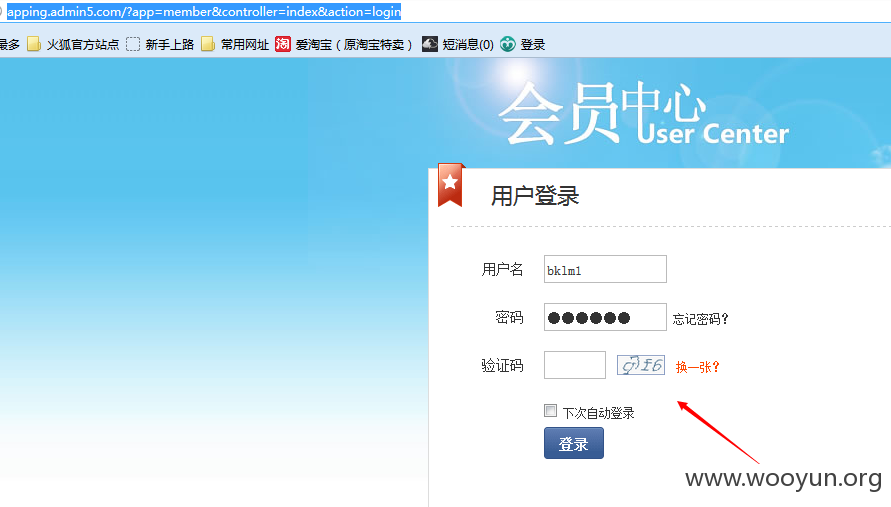 apping.admin5.com/?app=member&controller=index&action=login
最多 火狐官方站点 新手上路 常用网址 淘 爱淘宝（原淘宝特卖） 短消息(0) 登录
会员中心
User Center
用户登录
用户名 bklm1
密码 ●●●●●● 忘记密码?
验证码 换一张?
下次自动登录
登录
www.wooyun.org